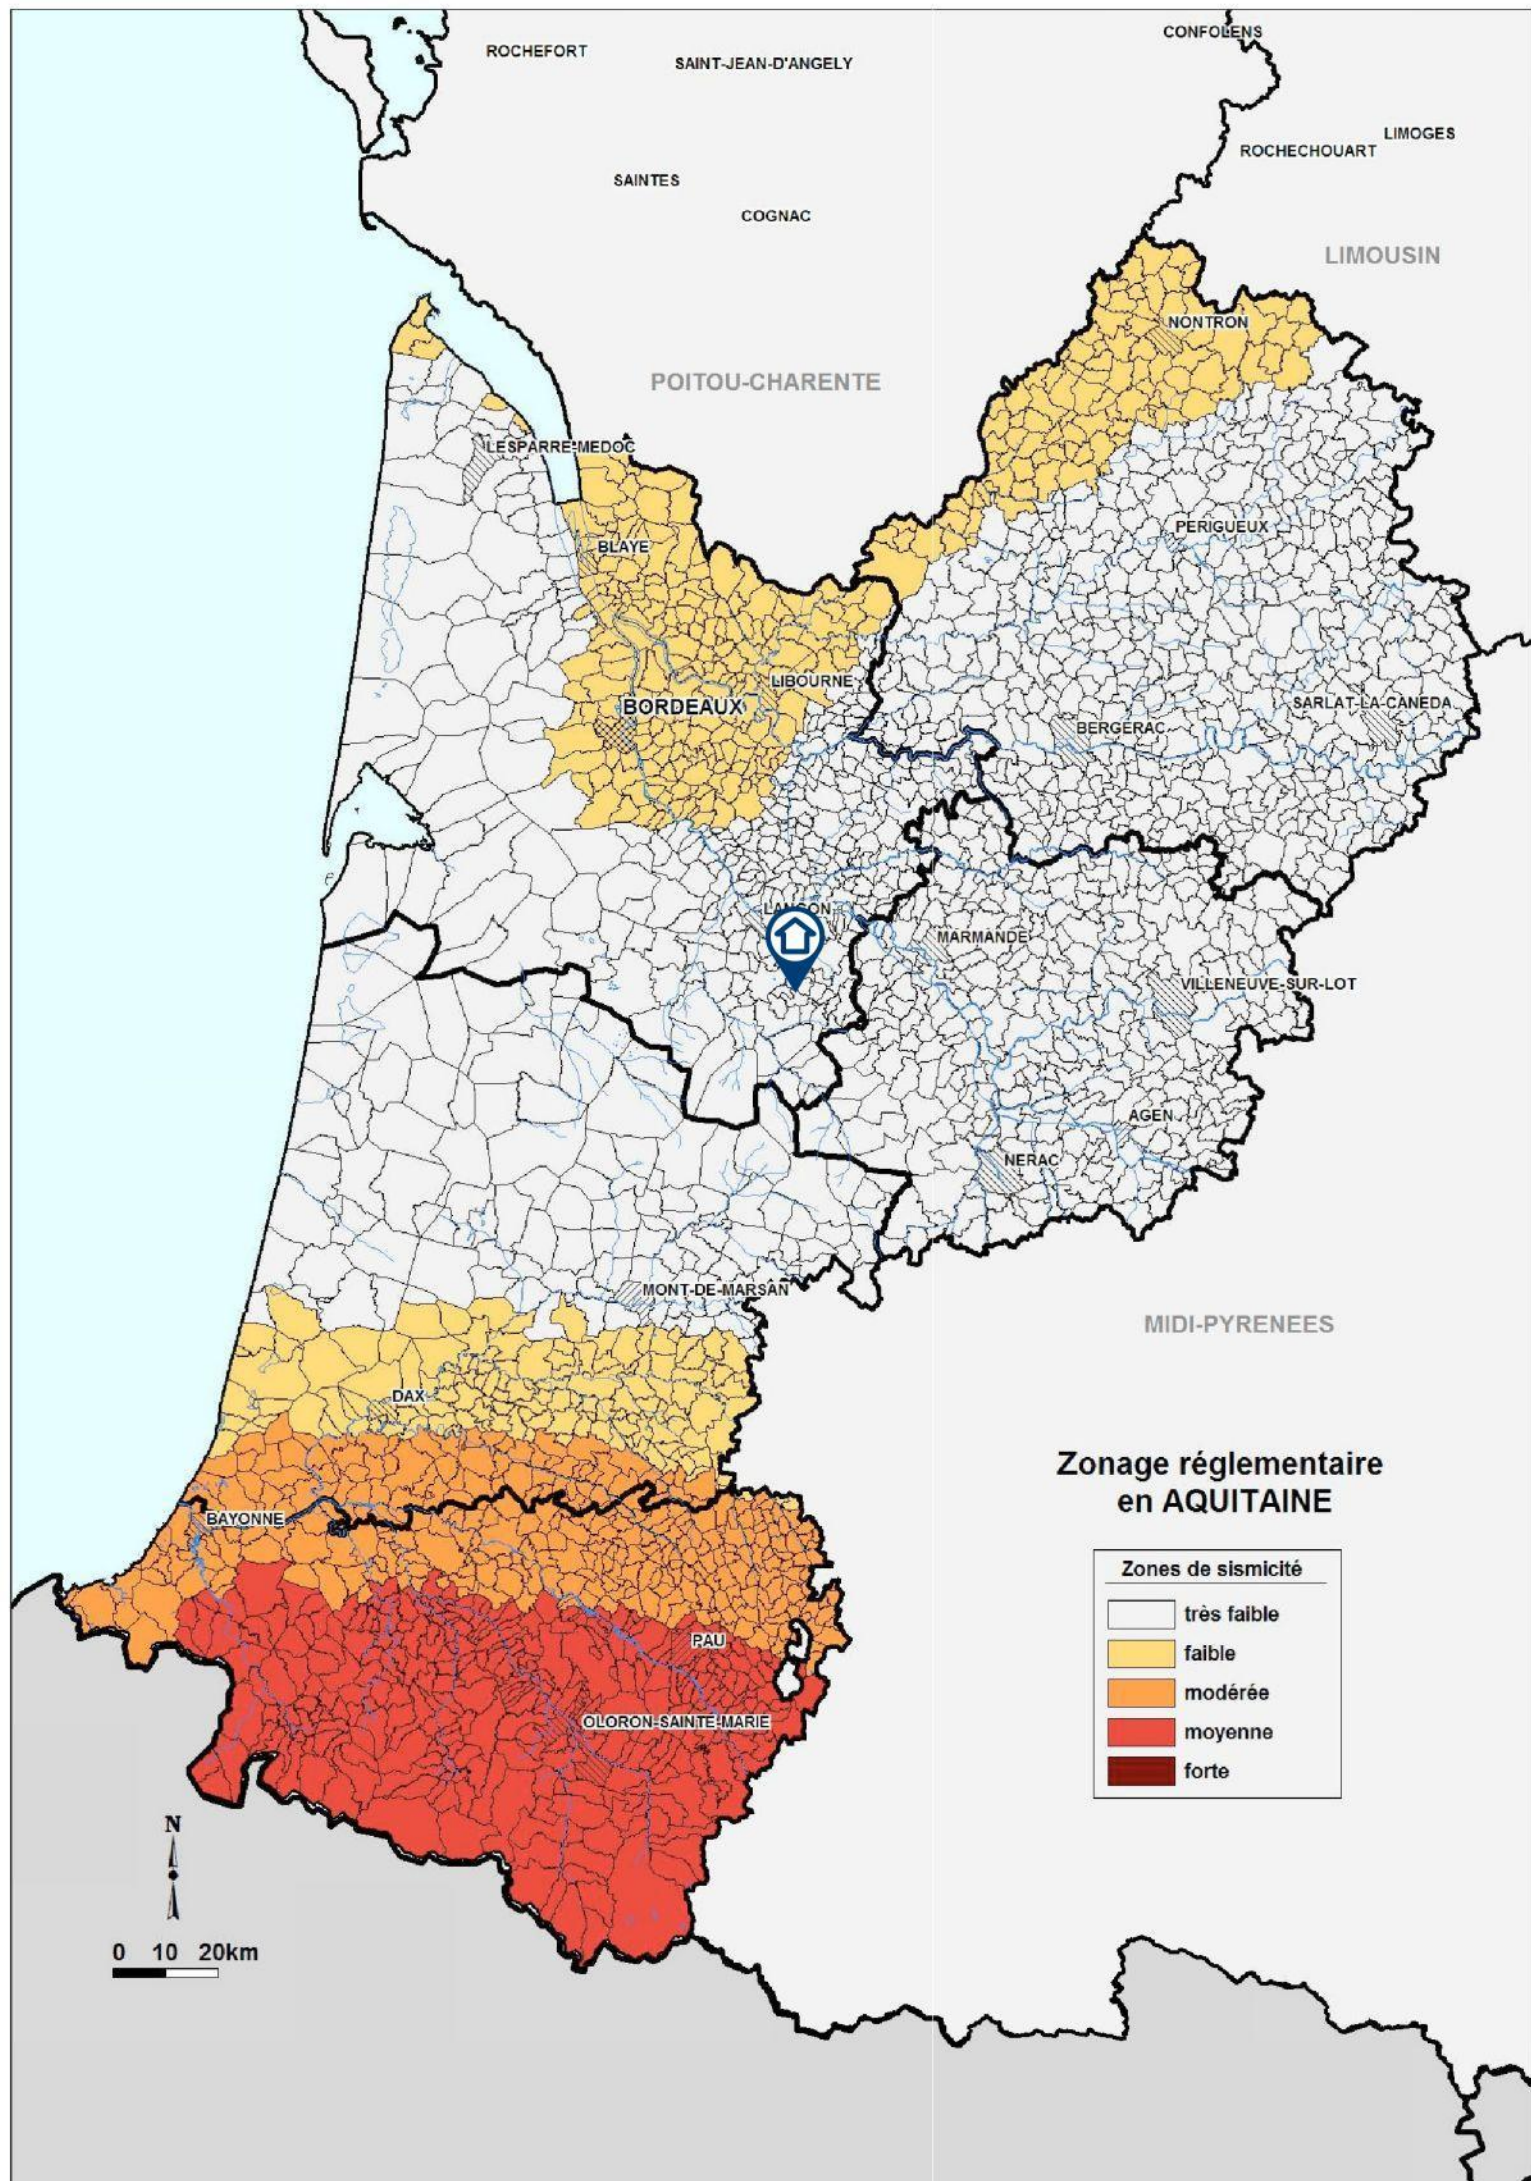 CONFOLENS
ROCHEFORT
SAINT-JEAN-D'ANGELY
LIMOGES
ROCHECHOUART
SAINTES
COGNAC
LIMOUSIN
NONTRON
POITOU-CHARENTE
LESPARRE-MEDOC
PERIGUEUX
BLAYE
LIBOURNE
SARLAT-LA-CANEDA
BORDEAUX
BERGERAC
LANGON
MARMANDE
VILLENEUVE-SUR-LOT
AGEN
NERAC
MONT-DE-MARSAN
MIDI-PYRENEES
DAX
Zonage réglementaire
en AQUITAINE
BAYONNE
Zones de sismicité
très faible
faible
PAU
modérée
OLORON-SAINTE-MARIE
moyenne
forte
N
0 10 20km